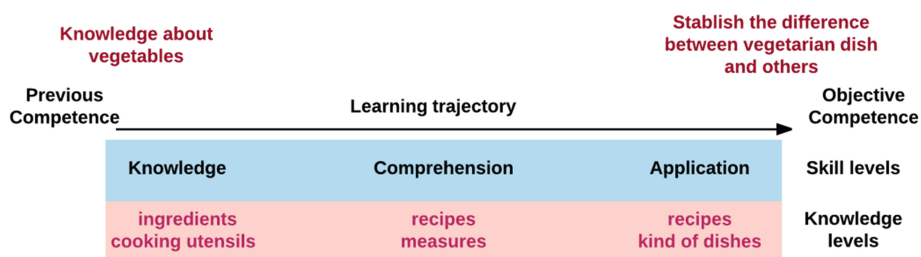 Knowledge about
vegetables
Stablish the difference
between vegetarian dish
and others
Previous
Competence
Learning trajectory
Objective
Competence
Knowledge
Comprehension
Application
Skill levels
ingredients
cooking utensils
recipes
measures
recipes
kind of dishes
Knowledge
levels